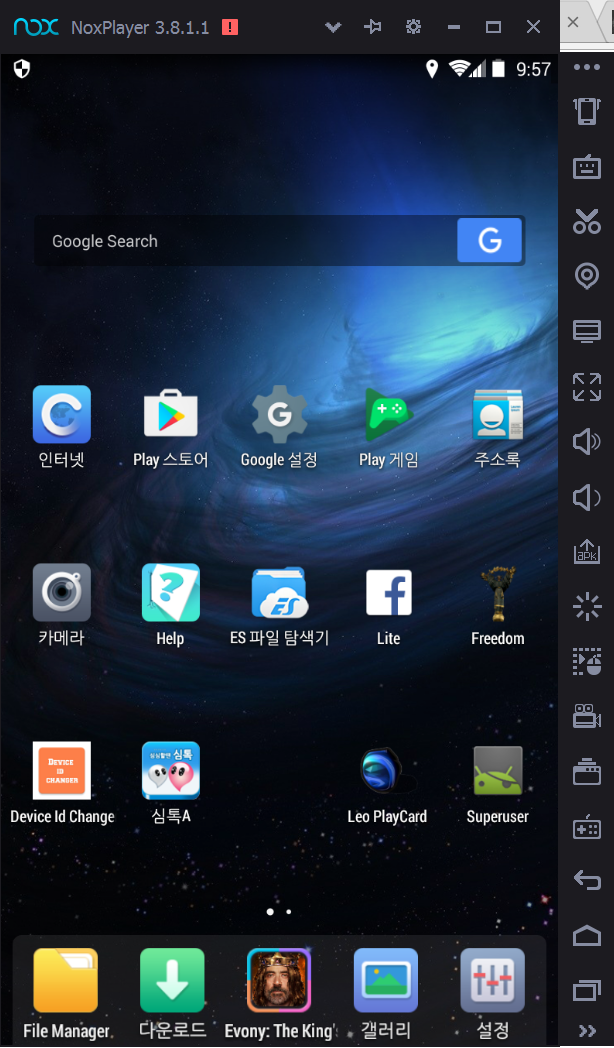 nox NoxPlayer 3.8.1.1 !
9:57
Google Search G
인터넷
Play 스토어
G
Google 설정
Play 게임
주소록
카메라
?
Help
ES
ES 파일 탐색기
f
Lite
Freedom
DEVICE
ID
CHANGER
Device Id Change
심톡
심톡A
Leo PlayCard
Superuser
apk
File Manager
다운로드
Evony: The King'
갤러리
설정